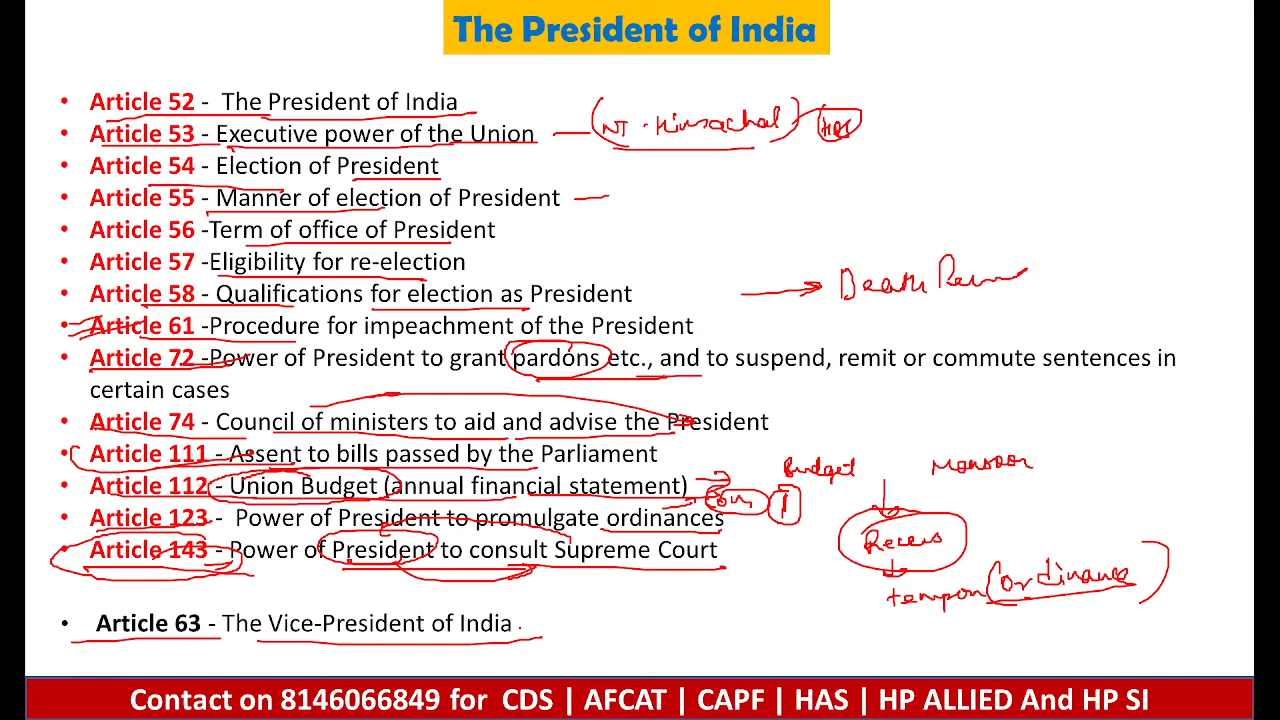 The President of India
• Article 52 - The President of India
• Article 53 - Executive power of the Union
(NT. Himachal) HAS
• Article 54 - Election of President
• Article 55 - Manner of election of President
• Article 56 -Term of office of President
• Article 57 -Eligibility for re-election
• Article 58 - Qualifications for election as President
Death
• Article 61 -Procedure for impeachment of the President
• Article 72 -Power of President to grant pardons etc., and to suspend, remit or commute sentences in
certain cases
• Article 74 - Council of ministers to aid and advise the President
• Article 111 - Assent to bills passed by the Parliament
Budget Monsoon
• Article 112 - Union Budget (annual financial statement)
• Article 123 - Power of President to promulgate ordinances
Recess
• Article 143 - Power of President to consult Supreme Court
(ordinance)
• Article 63 - The Vice-President of India
Contact on 8146066849 for CDS | AFCAT | CAPF | HAS | HP ALLIED And HP SI